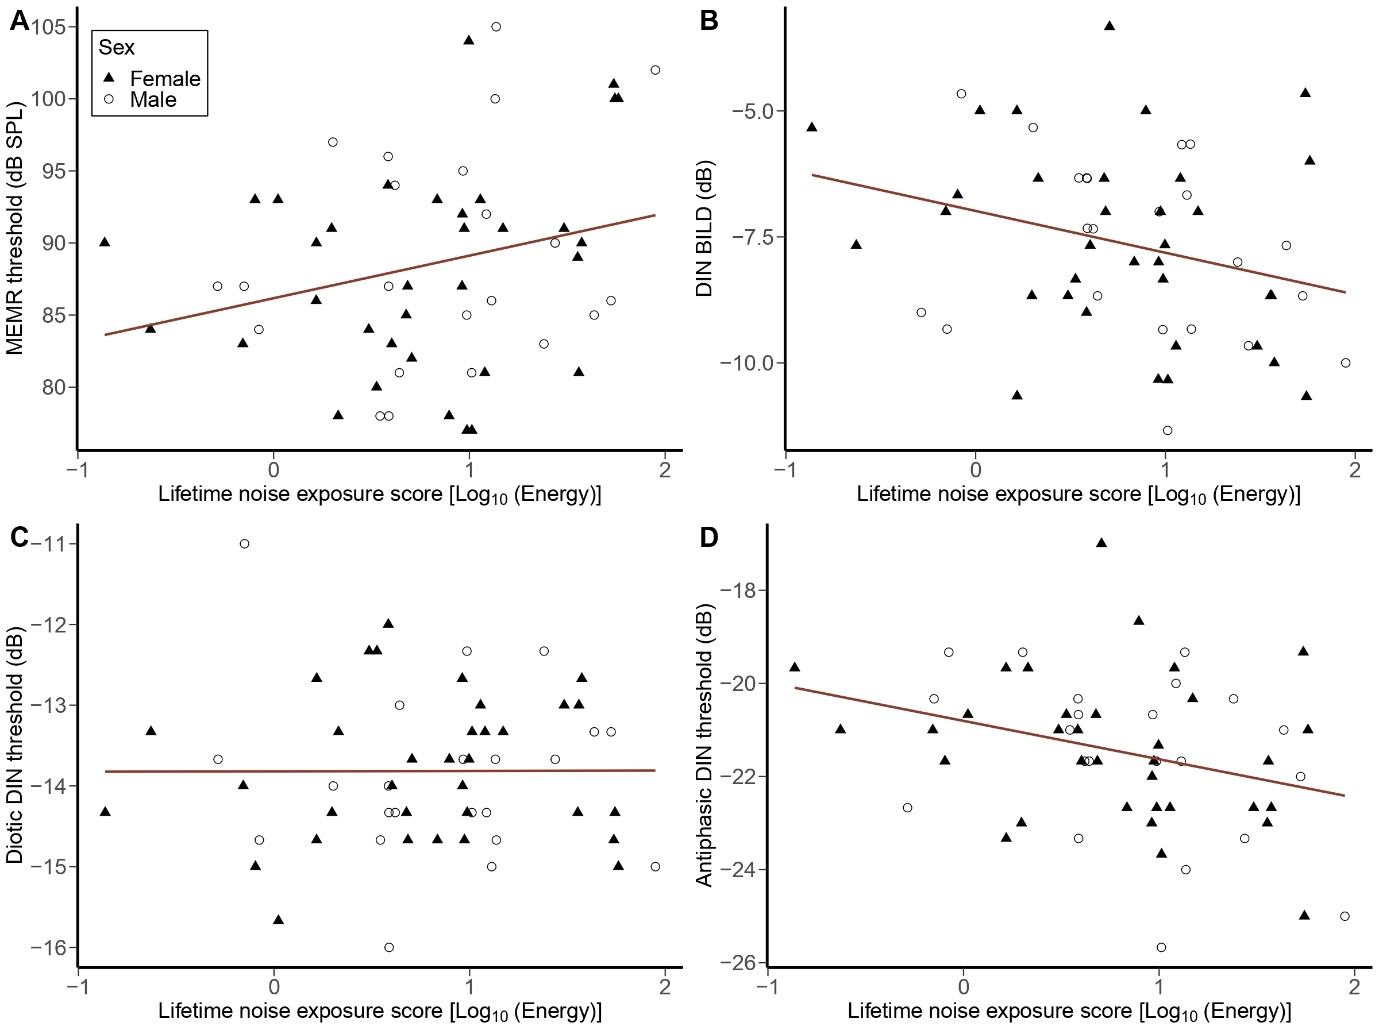 A
MEMR threshold (dB SPL)
105
100
95
90
85
80
Sex
Female
Male
−1 0 1 2
Lifetime noise exposure score [Log₁₀ (Energy)]
B
DIN BILD (dB)
−5.0
−7.5
−10.0
−1 0 1 2
Lifetime noise exposure score [Log₁₀ (Energy)]
C
Diotic DIN threshold (dB)
−11
−12
−13
−14
−15
−16
−1 0 1 2
Lifetime noise exposure score [Log₁₀ (Energy)]
D
Antiphasic DIN threshold (dB)
−18
−20
−22
−24
−26
−1 0 1 2
Lifetime noise exposure score [Log₁₀ (Energy)]